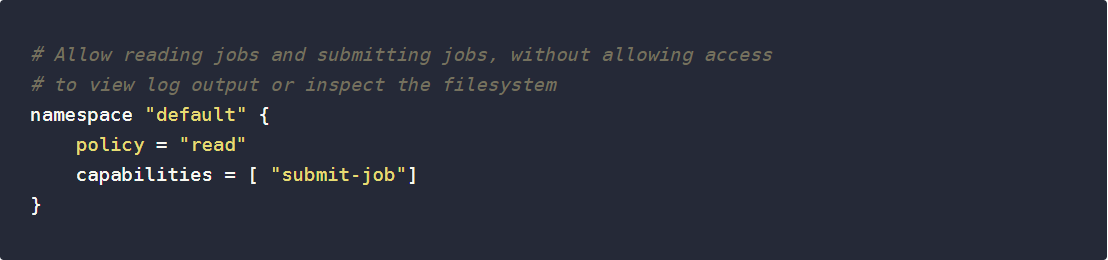 # Allow reading jobs and submitting jobs, without allowing access
# to view log output or inspect the filesystem
namespace "default" {
    policy = "read"
    capabilities = [ "submit-job"]
}